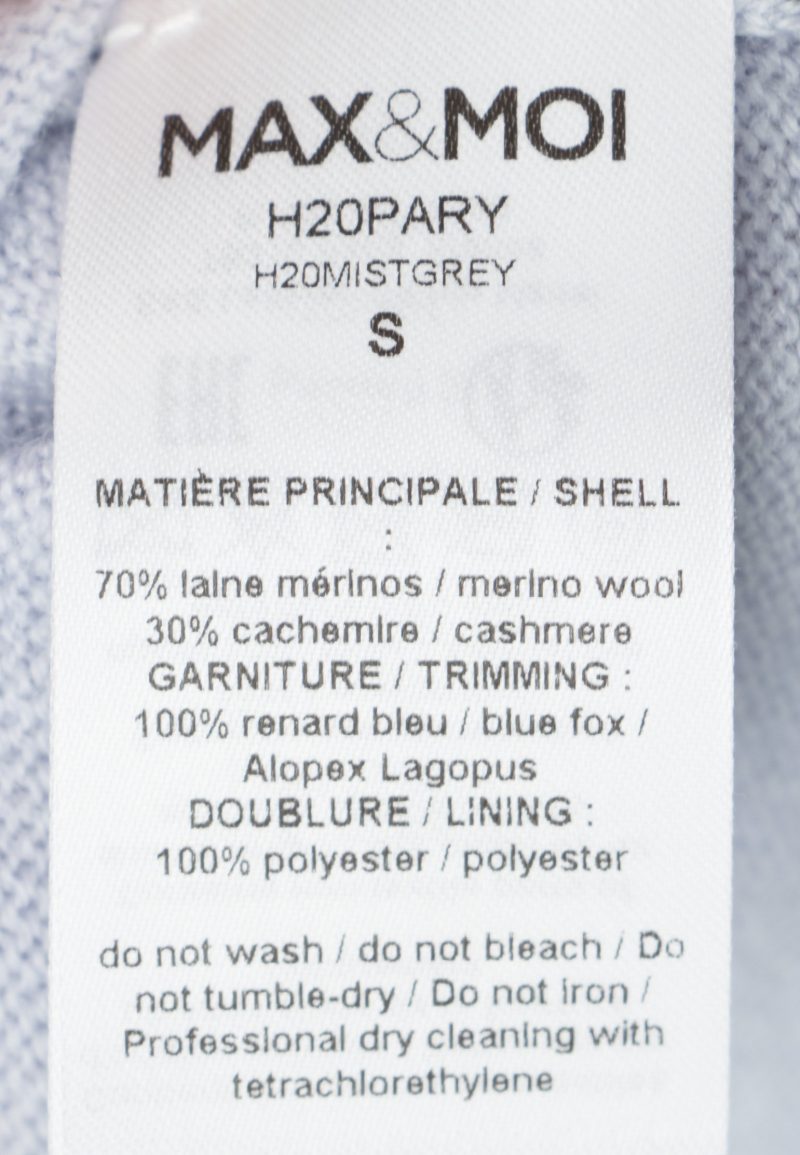 MAX&MOI
H20PARY
H20MISTGREY
S
MATIÈRE PRINCIPALE / SHELL
:
70% laine mérinos / merino wool
30% cachemire / cashmere
GARNITURE / TRIMMING :
100% renard bleu / blue fox /
Alopex Lagopus
DOUBLURE / LINING :
100% polyester / polyester
do not wash / do not bleach / Do
not tumble-dry / Do not iron /
Professional dry cleaning with
tetrachlorethylene